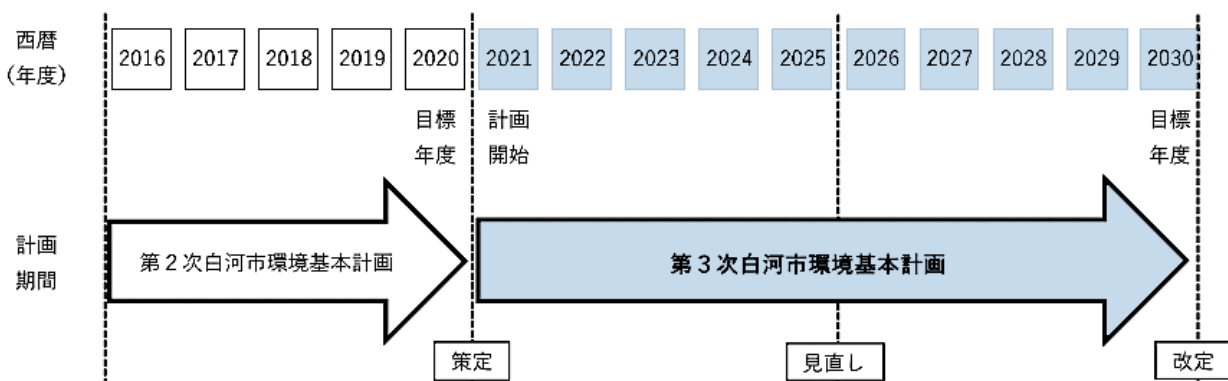 西暦
（年度）
2016 2017 2018 2019 2020 2021 2022 2023 2024 2025 2026 2027 2028 2029 2030
目標
年度
計画
開始
目標
年度
計画
期間
第２次白河市環境基本計画
第３次白河市環境基本計画
策定
見直し
改定